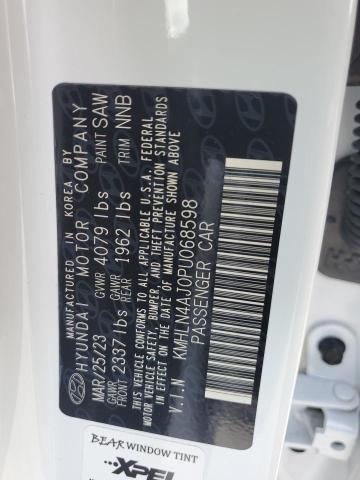 MANUFACTURED IN KOREA BY
HYUNDAI MOTOR COMPANY
MAR/25/23 GVWR 4079 lbs PAINT SAW
GAWR FRONT 2337 lbs GAWR REAR 1962 lbs TRIM NNB
THIS VEHICLE CONFORMS TO ALL APPLICABLE U.S.A. FEDERAL
MOTOR VEHICLE SAFETY, BUMPER, AND THEFT PREVENTION STANDARDS
IN EFFECT ON THE DATE OF MANUFACTURE SHOWN ABOVE
V.I.N KMHLN4AJ0PU068598
PASSENGER CAR
BEAR WINDOW TINT
XPEL